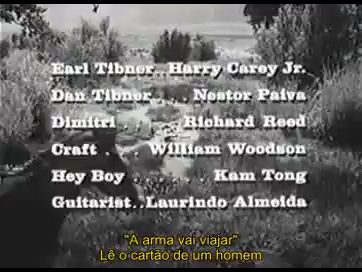 Earl Tibner..Harry Carey Jr.
Dan Tibner....Nestor Paiva
Dimitri....Richard Reed
Craft....William Woodson
Hey Boy....Kam Tong
Guitarist..Laurindo Almeida
"A arma vai viajar"
Lê o cartão de um homem